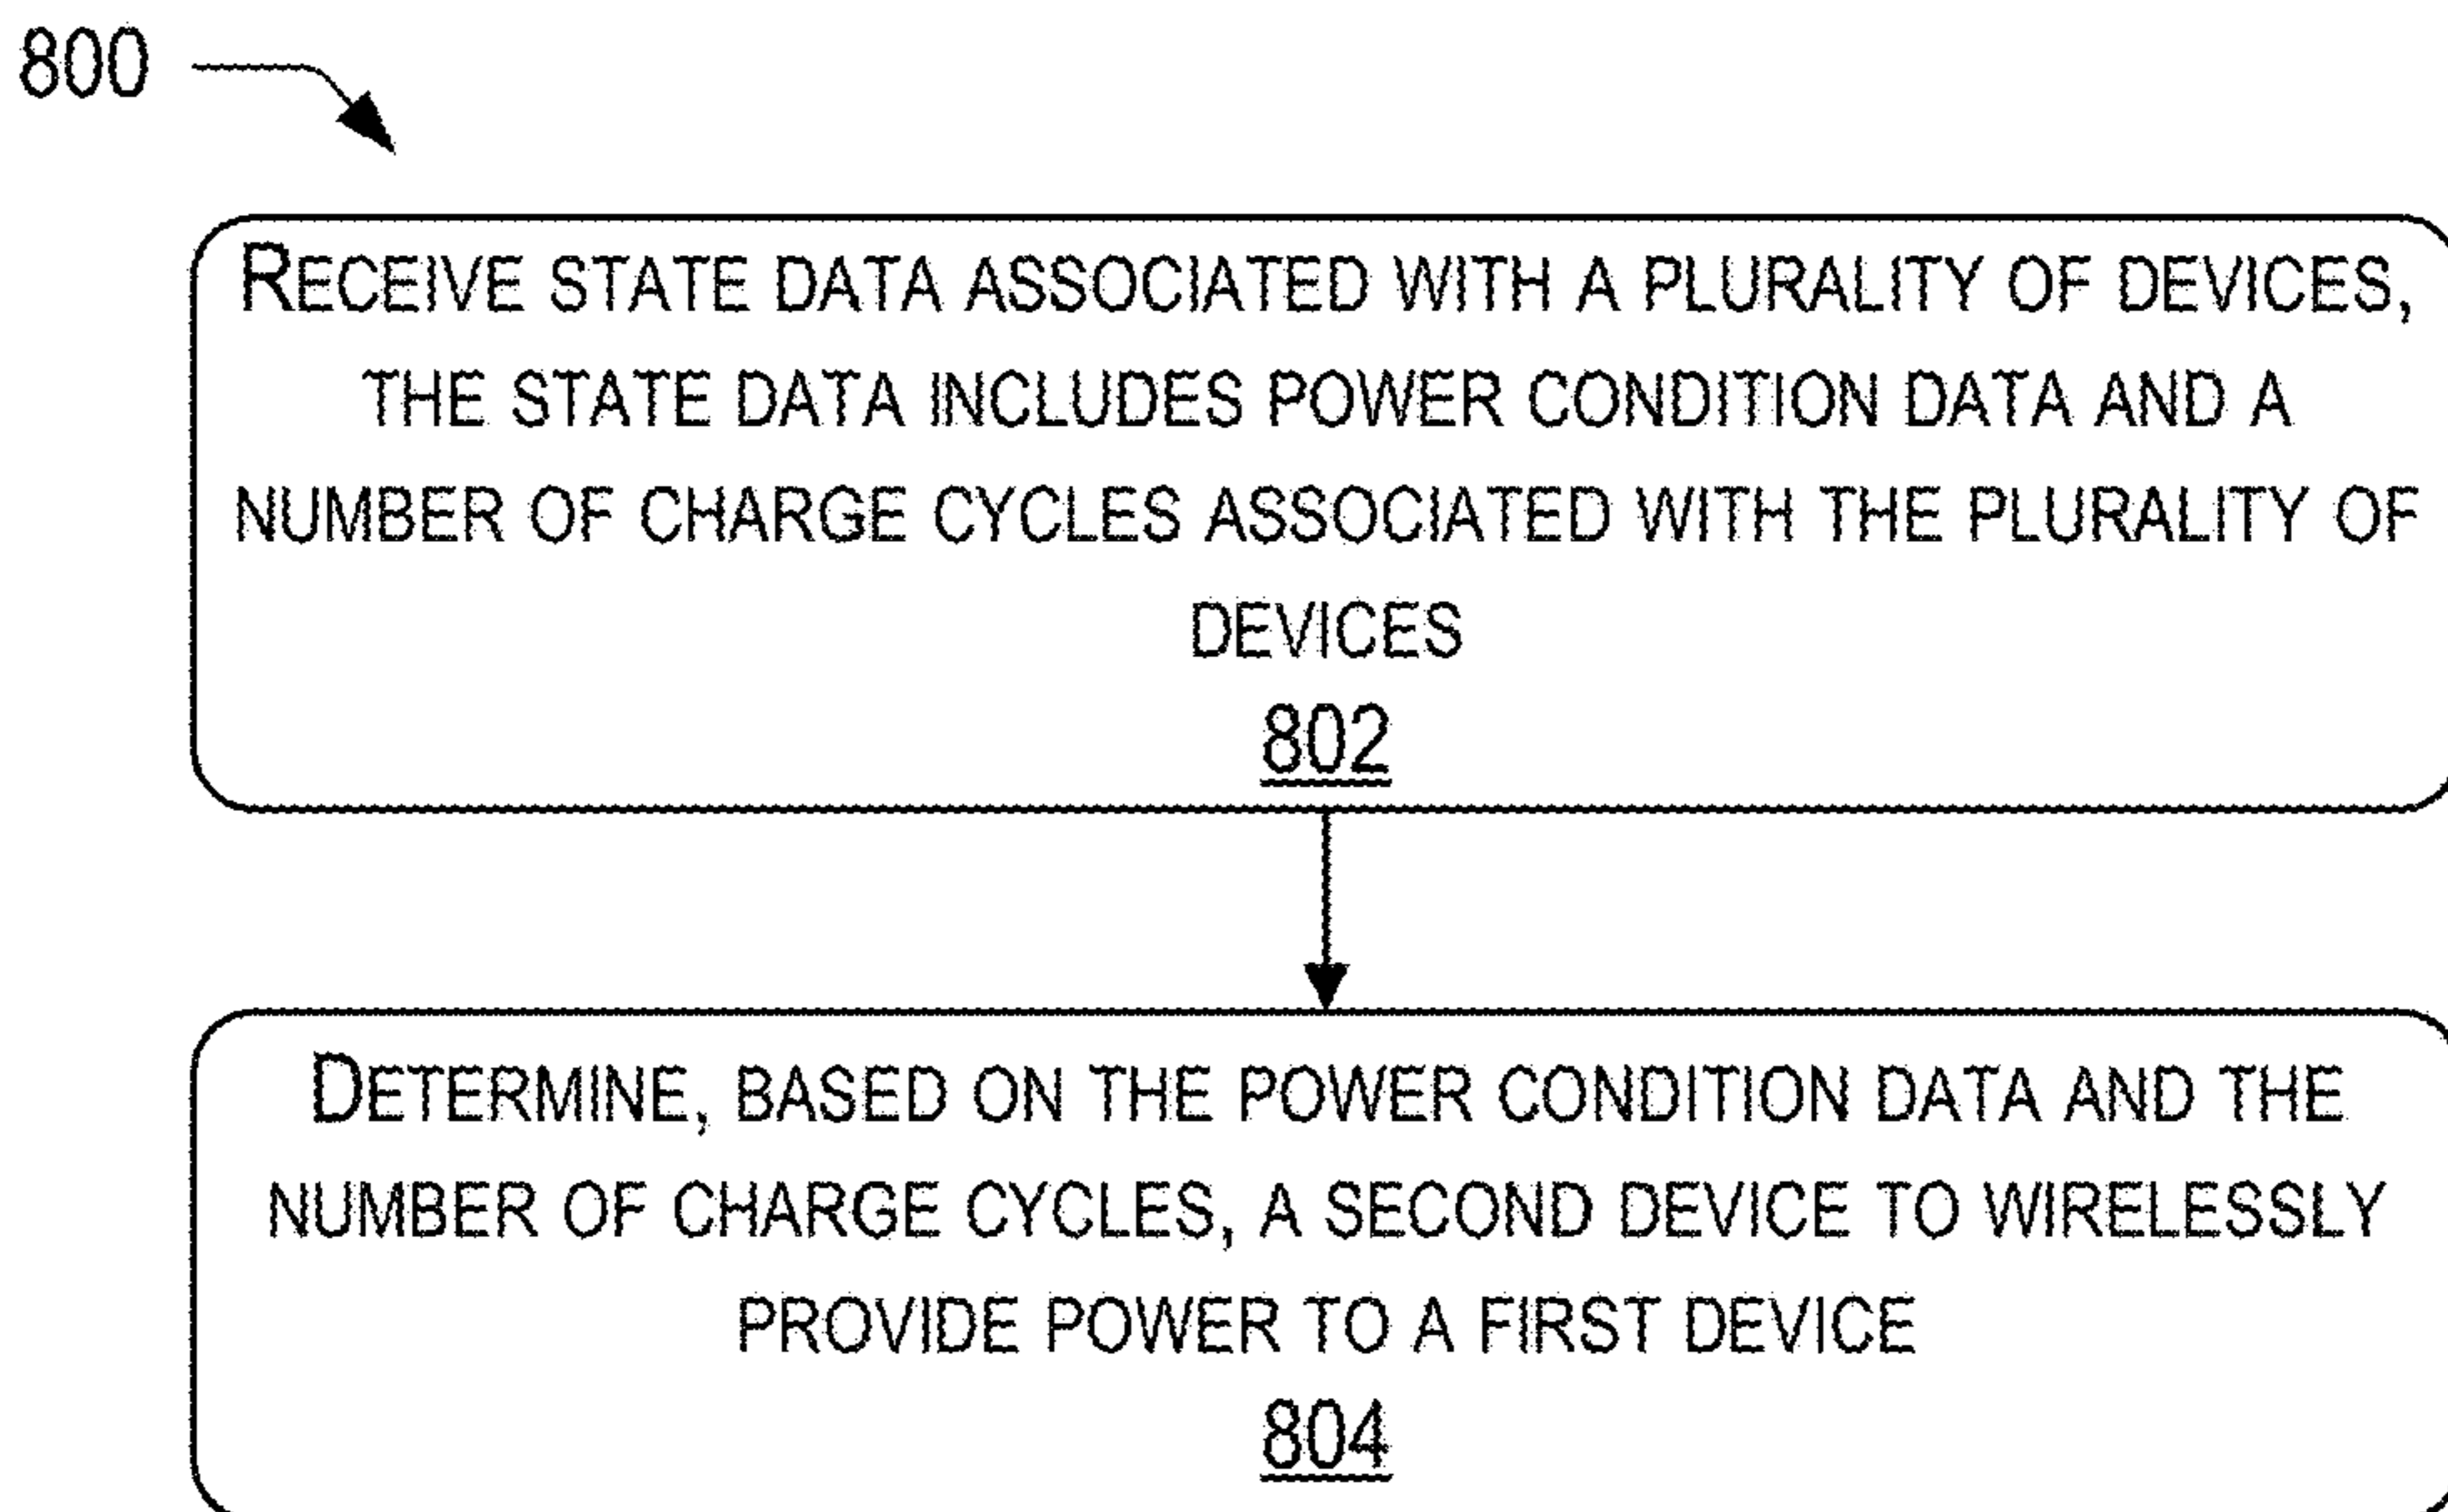 800
RECEIVE STATE DATA ASSOCIATED WITH A PLURALITY OF DEVICES,
THE STATE DATA INCLUDES POWER CONDITION DATA AND A
NUMBER OF CHARGE CYCLES ASSOCIATED WITH THE PLURALITY OF
DEVICES
802
DETERMINE, BASED ON THE POWER CONDITION DATA AND THE
NUMBER OF CHARGE CYCLES, A SECOND DEVICE TO WIRELESSLY
PROVIDE POWER TO A FIRST DEVICE
804